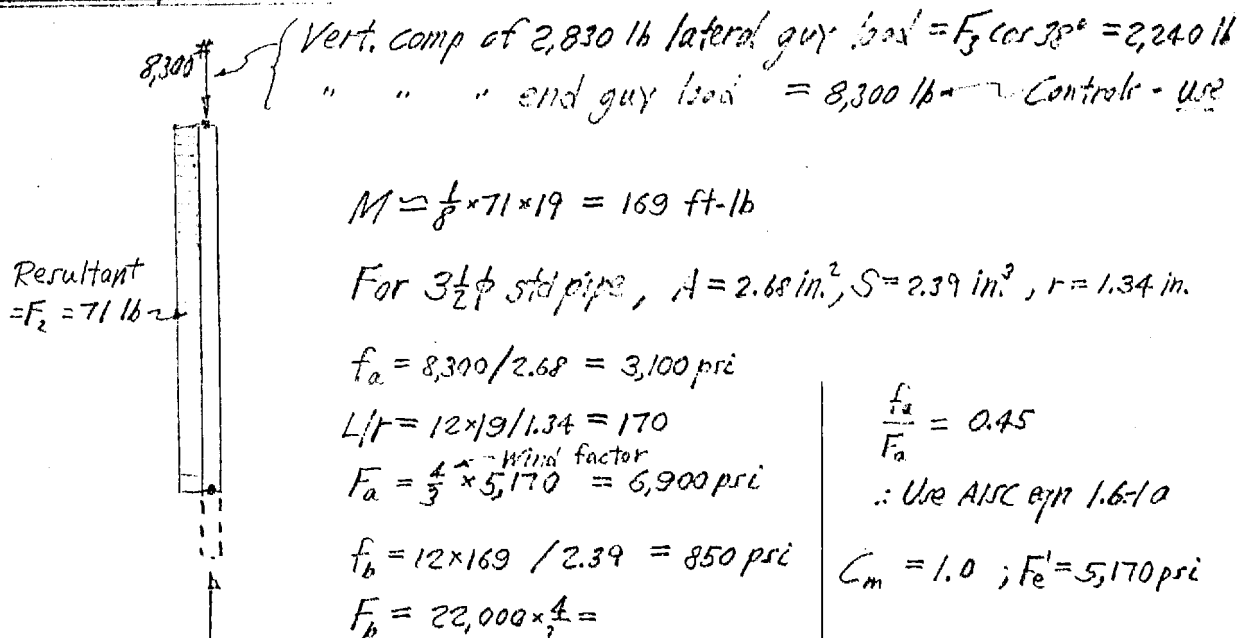 8,300# { Vert. comp of 2,830 lb lateral guy load = F₃ cos 38° = 2,240 lb
" " " end guy load = 8,300 lb ← Controls - use
M ≃ 1/8 × 71 × 19 = 169 ft-lb
Resultant
= F₂ = 71 lb
For 3½ ϕ std pipe, A = 2.68 in.², S = 2.39 in.³, r = 1.34 in.
fa = 8,300/2.68 = 3,100 psi
L/r = 12×19/1.34 = 170
Wind factor
Fa = 4/3 × 5,170 = 6,900 psi
fb = 12×169 /2.39 = 850 psi
Fb = 22,000 × 4/ =
fa/Fa = 0.45
∴ Use AISC eqn 1.6-1a
Cm = 1.0 ; Fe' = 5,170 psi